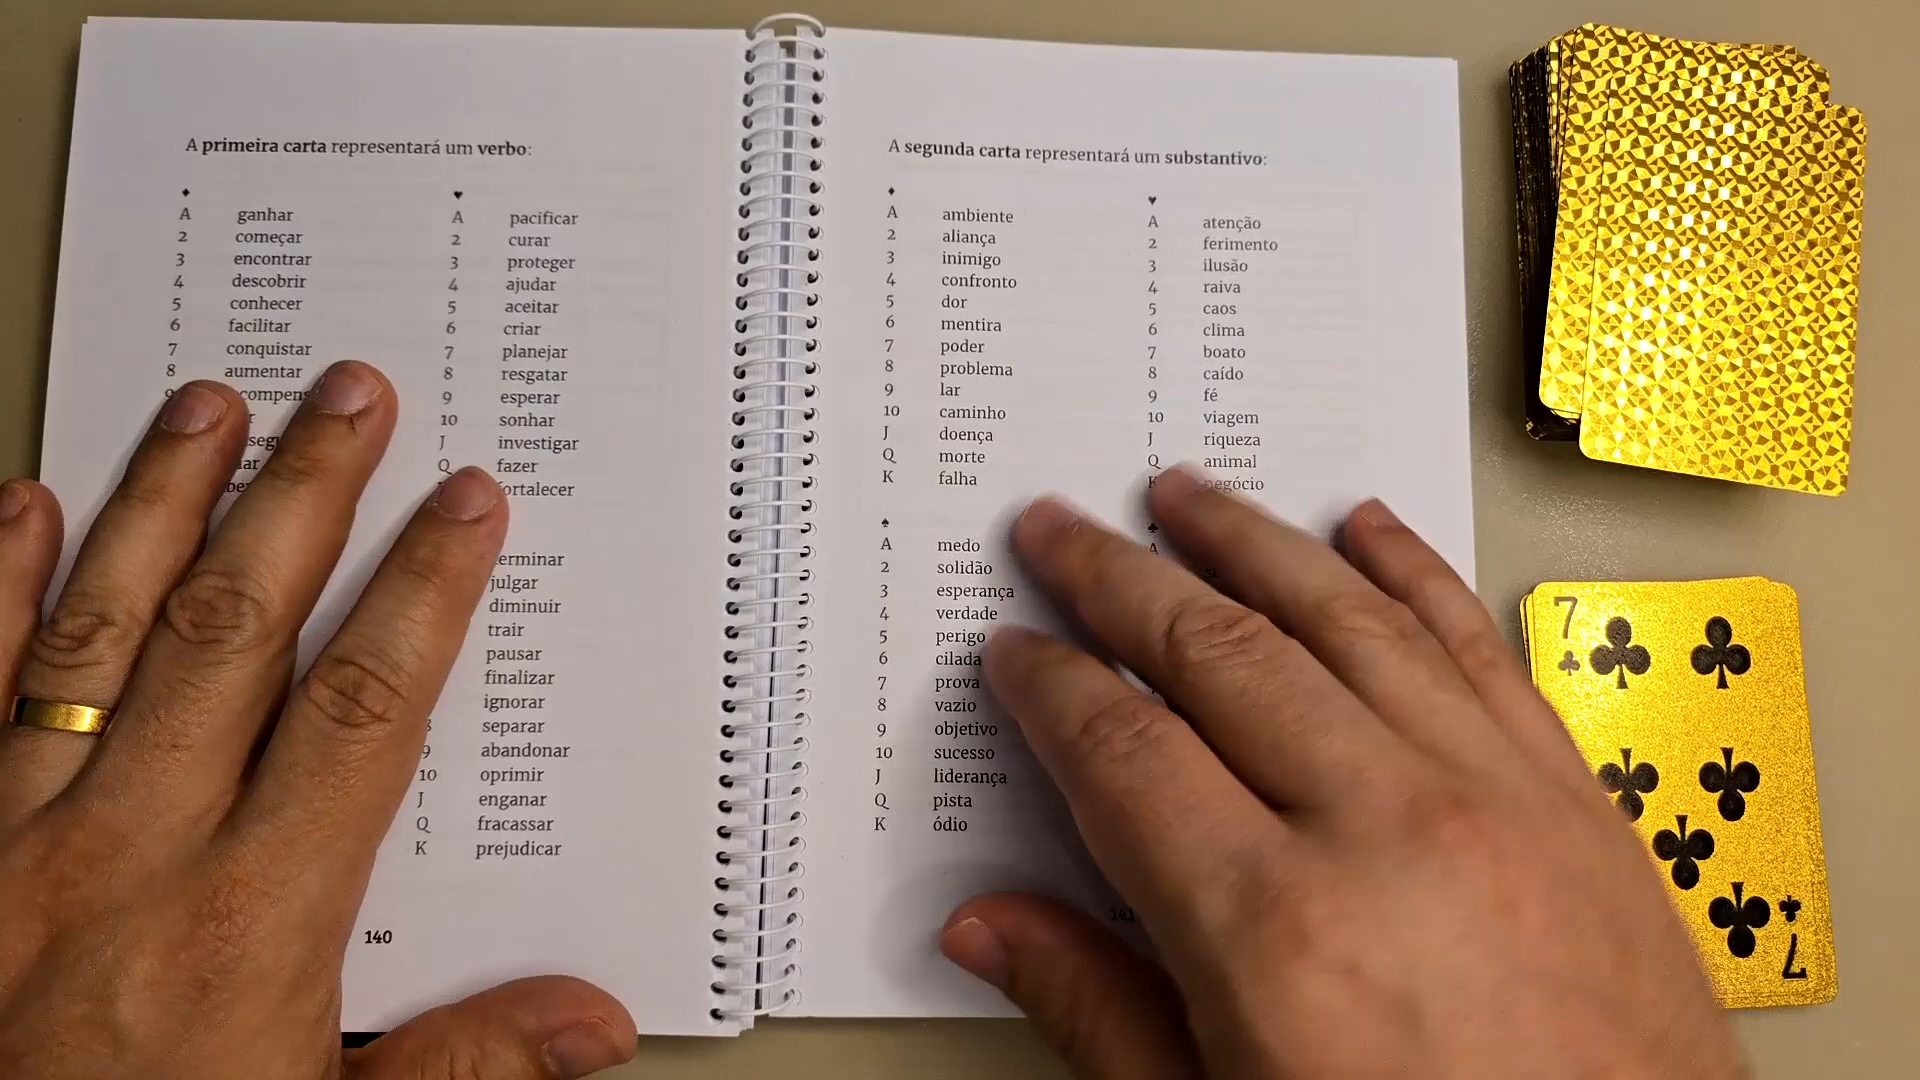 A primeira carta representará um verbo:
♦
A ganhar
2 começar
3 encontrar
4 descobrir
5 conhecer
6 facilitar
7 conquistar
8 aumentar
♥
A pacificar
2 curar
3 proteger
4 ajudar
5 aceitar
6 criar
7 planejar
8 resgatar
9 esperar
10 sonhar
J investigar
Q fazer
julgar
diminuir
trair
pausar
finalizar
ignorar
separar
9 abandonar
10 oprimir
J enganar
Q fracassar
K prejudicar
140
A segunda carta representará um substantivo:
♦
A ambiente
2 aliança
3 inimigo
4 confronto
5 dor
6 mentira
7 poder
8 problema
9 lar
10 caminho
J doença
Q morte
K falha
♥
A atenção
2 ferimento
3 ilusão
4 raiva
5 caos
6 clima
7 boato
8 caído
9 fé
10 viagem
J riqueza
Q animal
K negócio
♠
A medo
2 solidão
3 esperança
4 verdade
5 perigo
6 cilada
7 prova
8 vazio
9 objetivo
10 sucesso
J liderança
Q pista
K ódio
♣
A
141
7
7